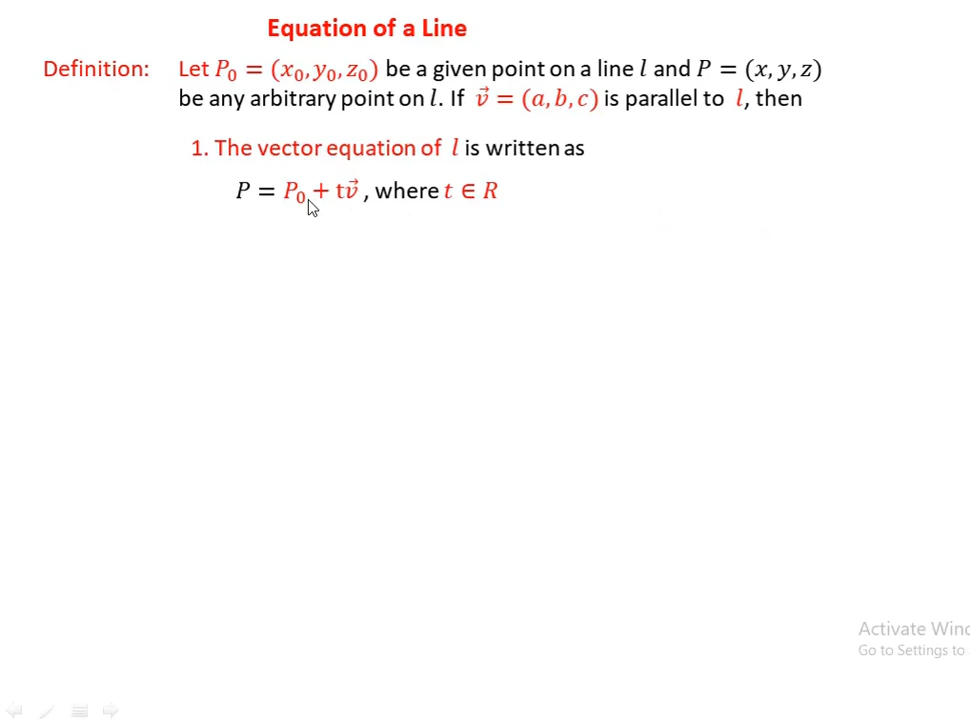 Equation of a Line
Definition: Let P₀ = (x₀, y₀, z₀) be a given point on a line l and P = (x, y, z)
be any arbitrary point on l. If v⃗ = (a, b, c) is parallel to l, then
1. The vector equation of l is written as
P = P₀ + tv⃗ , where t ∈ R
Activate Wind
Go to Settings to